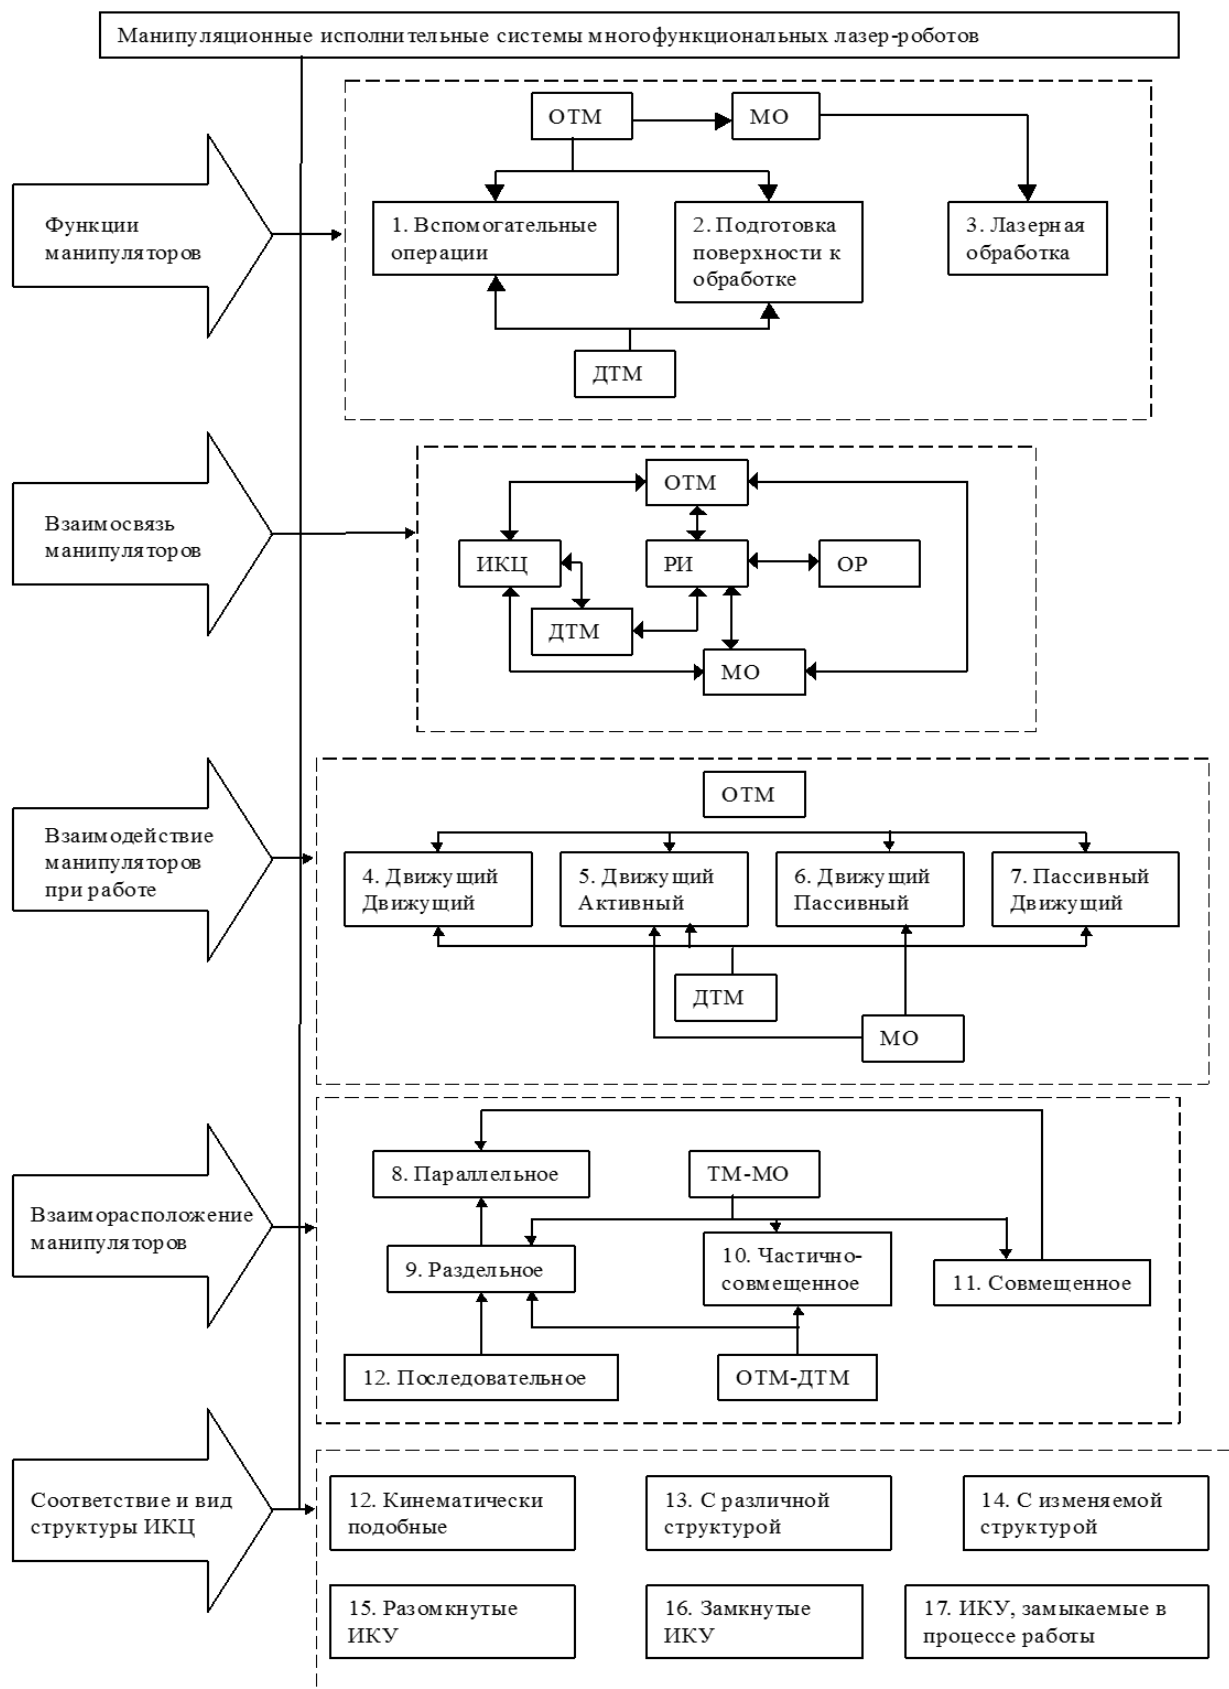 Манипуляционные исполнительные системы многофункциональных лазер-роботов
ОТМ
МО
Функции
манипуляторов
1. Вспомогательные
операции
2. Подготовка
поверхности к
обработке
3. Лазерная
обработка
ДТМ
Взаимосвязь
манипуляторов
ОТМ
ИКЦ
РИ
ОР
ДТМ
МО
Взаимодействие
манипуляторов
при работе
ОТМ
4. Движущий
Движущий
5. Движущий
Активный
6. Движущий
Пассивный
7. Пассивный
Движущий
ДТМ
МО
Взаиморасположение
манипуляторов
8. Параллельное
ТМ-МО
9. Раздельное
10. Частично-
совмещенное
11. Совмещенное
12. Последовательное
ОТМ-ДТМ
Соответствие и вид
структуры ИКЦ
12. Кинематически
подобные
13. С различной
структурой
14. С изменяемой
структурой
15. Разомкнутые
ИКУ
16. Замкнутые
ИКУ
17. ИКУ, замыкаемые в
процессе работы